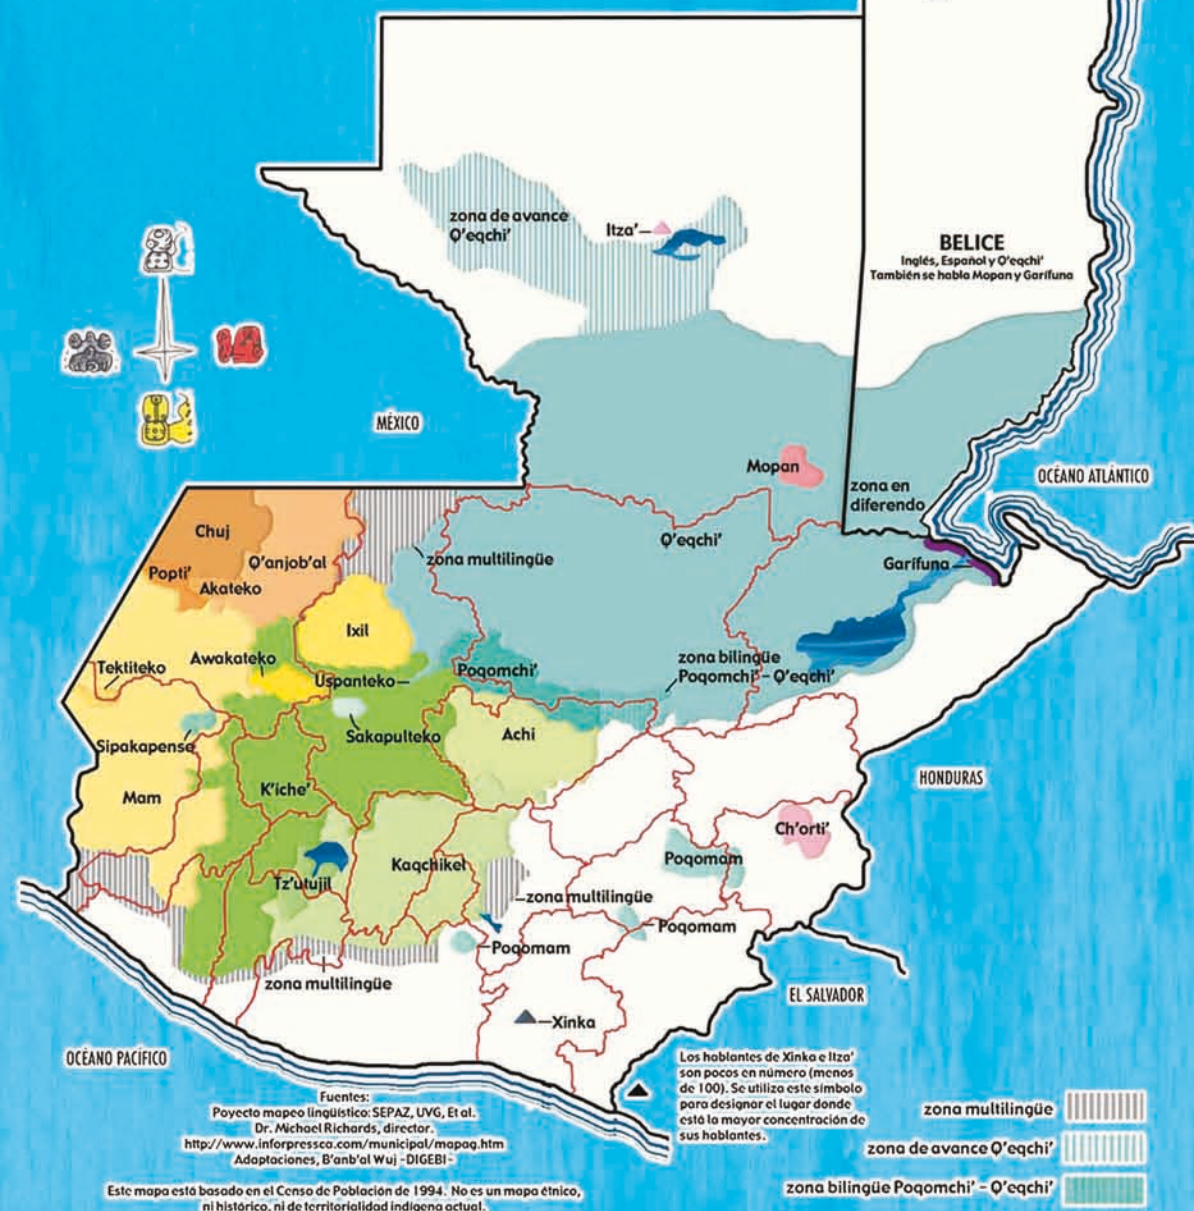 zona de avance
Q'eqchi'
Itza'
BELICE
Inglés, Español y Q'eqchi'
También se habla Mopan y Garífuna
MÉXICO
Mopan
zona en
diferendo
OCÉANO ATLÁNTICO
Chuj
Q'anjob'al
Popti'
Akateko
zona multilingüe
Q'eqchi'
Garífuna
Ixil
Awakateko
Tektiteko
Uspanteko
Poqomchi'
zona bilingüe
Poqomchi' - Q'eqchi'
Sipakapense
Sakapulteko
Achi
Mam
K'iche'
HONDURAS
Ch'orti'
Kaqchikel
Poqomam
Tz'utujil
zona multilingüe
Poqomam
Poqomam
zona multilingüe
EL SALVADOR
Xinka
OCÉANO PACÍFICO
Los hablantes de Xinka e Itza'
son pocos en número (menos
de 100). Se utiliza este símbolo
para designar el lugar donde
está la mayor concentración de
sus hablantes.
Fuentes:
Poyecto mapeo lingüístico: SEPAZ, UVG, Et al.
Dr. Michael Richards, director.
http://www.inforpressca.com/municipal/mapag.htm
Adaptaciones, B'anb'al Wuj -DIGEBI-
Este mapa está basado en el Censo de Población de 1994. No es un mapa étnico,
ni histórico, ni de territorialidad indígena actual.
zona multilingüe
zona de avance Q'eqchi'
zona bilingüe Poqomchi' - Q'eqchi'